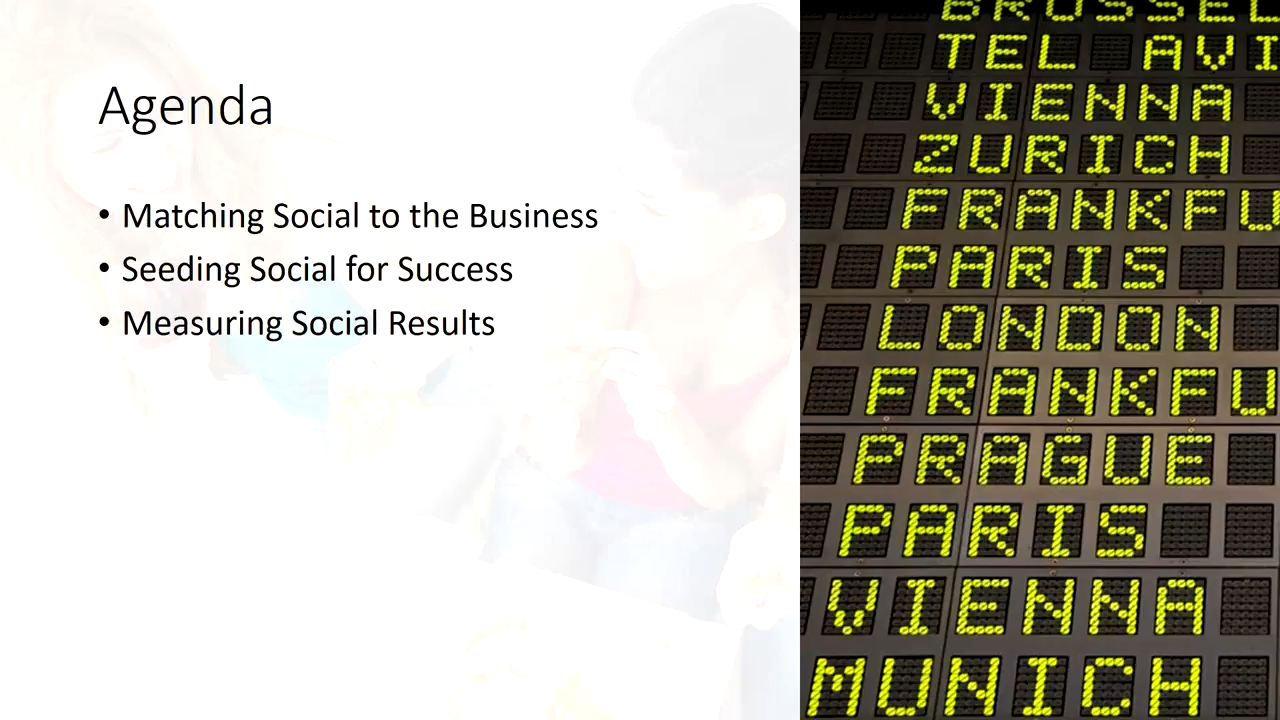 Agenda
• Matching Social to the Business
• Seeding Social for Success
• Measuring Social Results
BRUSSEL
TEL AVI
VIENNA
ZURICH
FRANKFU
PARIS
LONDON
FRANKFU
PRAGUE
PARIS
VIENNA
MUNICH